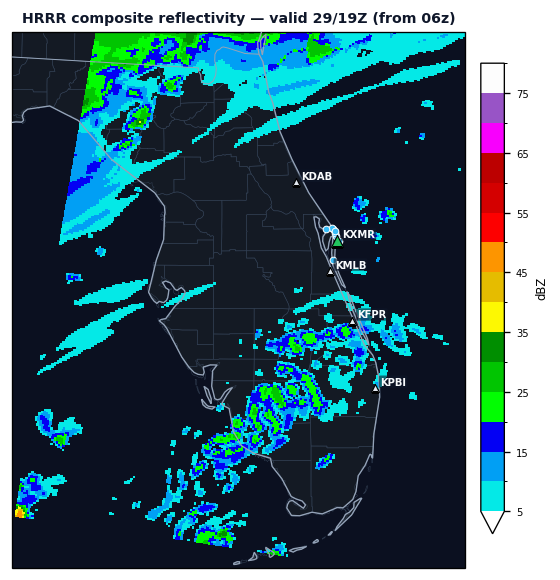 HRRR composite reflectivity — valid 29/19Z (from 06z)
75
65
55
45
35
25
15
5
dBZ
KDAB
KXMR
KMLB
KFPR
KPBI